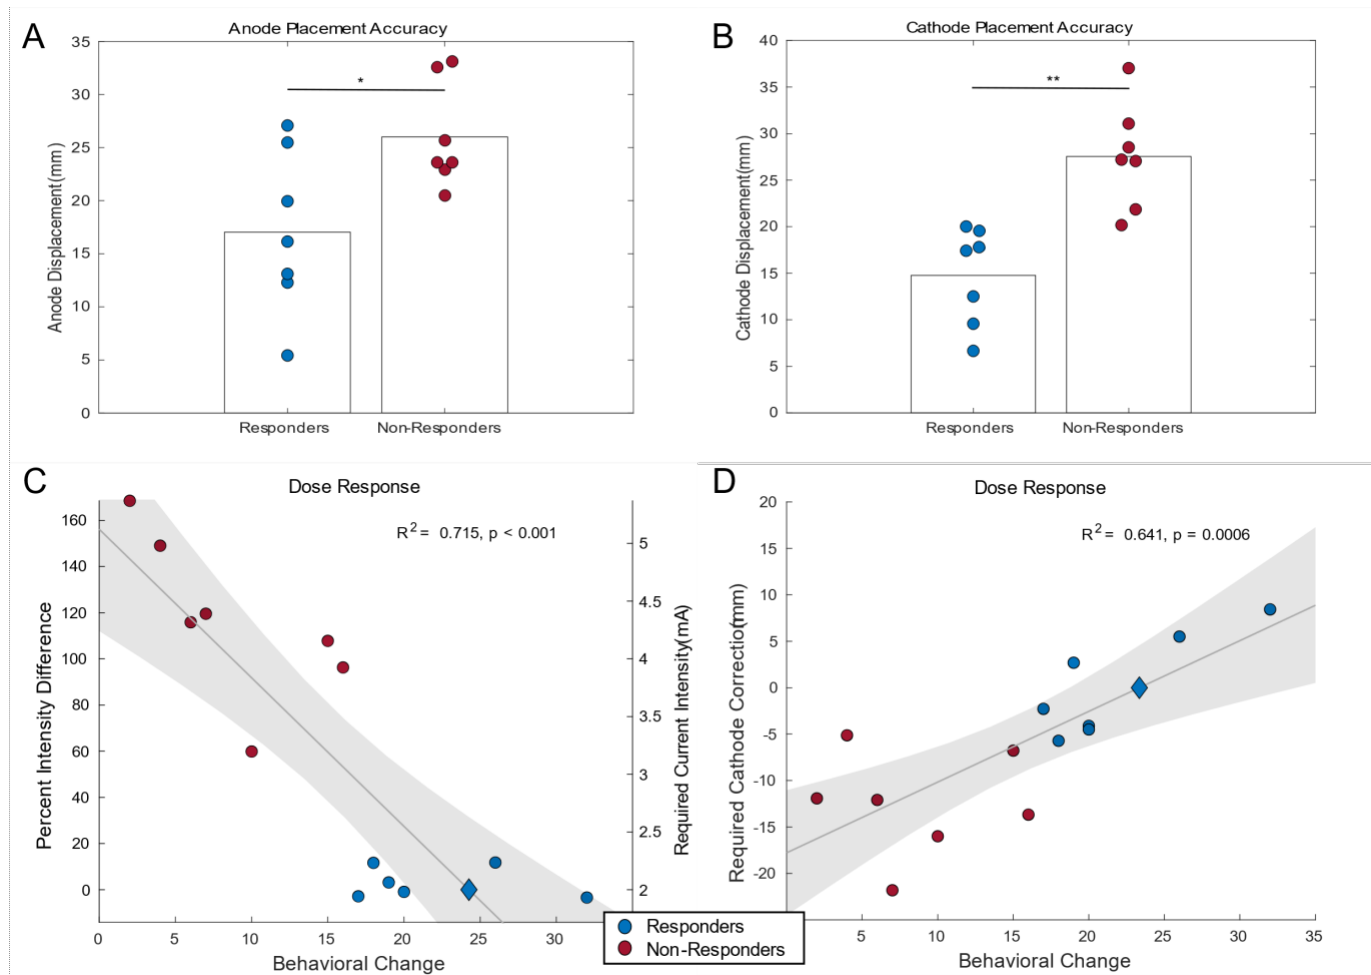 A
Anode Placement Accuracy
35
30
25
20
15
10
5
0
Anode Displacement(mm)
*
Responders
Non-Responders
B
Cathode Placement Accuracy
40
35
30
25
20
15
10
5
0
Cathode Displacement(mm)
**
Responders
Non-Responders
C
Dose Response
R2 = 0.715, p < 0.001
160
140
120
100
80
60
40
20
0
Percent Intensity Difference
5
4.5
4
3.5
3
2.5
2
Required Current Intensity(mA)
0
5
10
15
20
25
30
Behavioral Change
D
Dose Response
R2 = 0.641, p = 0.0006
20
15
10
5
0
-5
-10
-15
-20
Required Cathode Correction(mm)
5
10
15
20
25
30
35
Behavioral Change
Responders
Non-Responders